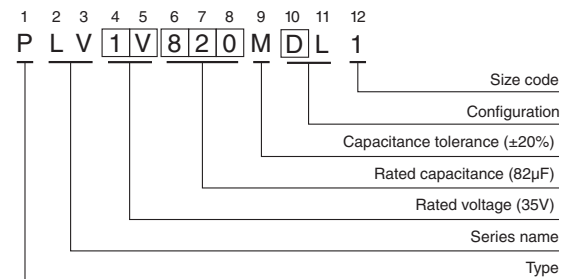 1 2 3 4 5 6 7 8 9 10 11 12
P L V 1 V 8 2 0 M D L 1
Size code
Configuration
Capacitance tolerance (±20%)
Rated capacitance (82µF)
Rated voltage (35V)
Series name
Type